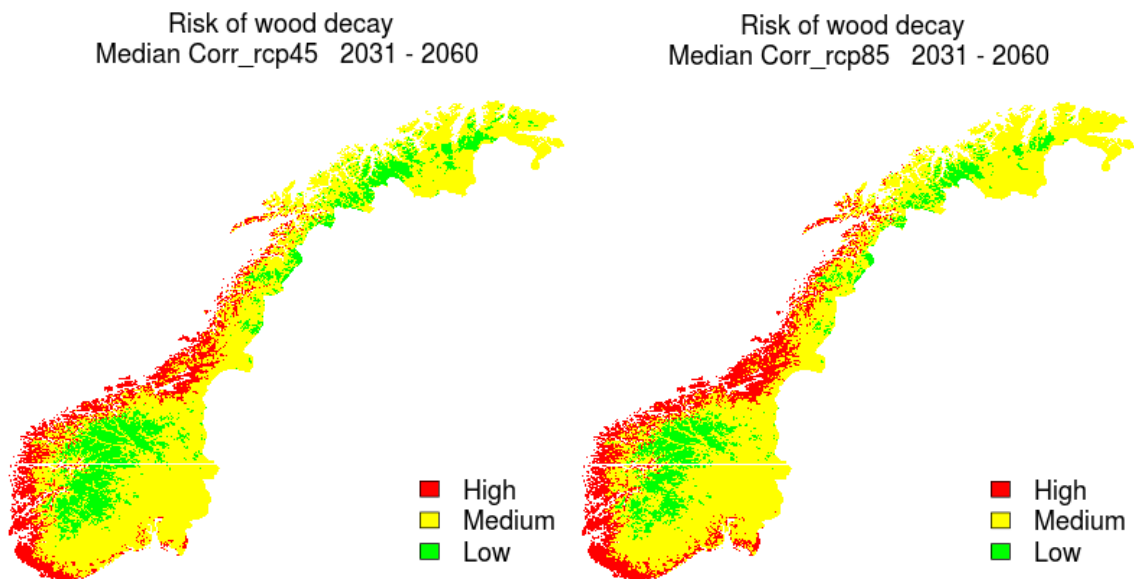 Risk of wood decay
Median Corr_rcp45   2031 - 2060
High
Medium
Low
Risk of wood decay
Median Corr_rcp85   2031 - 2060
High
Medium
Low